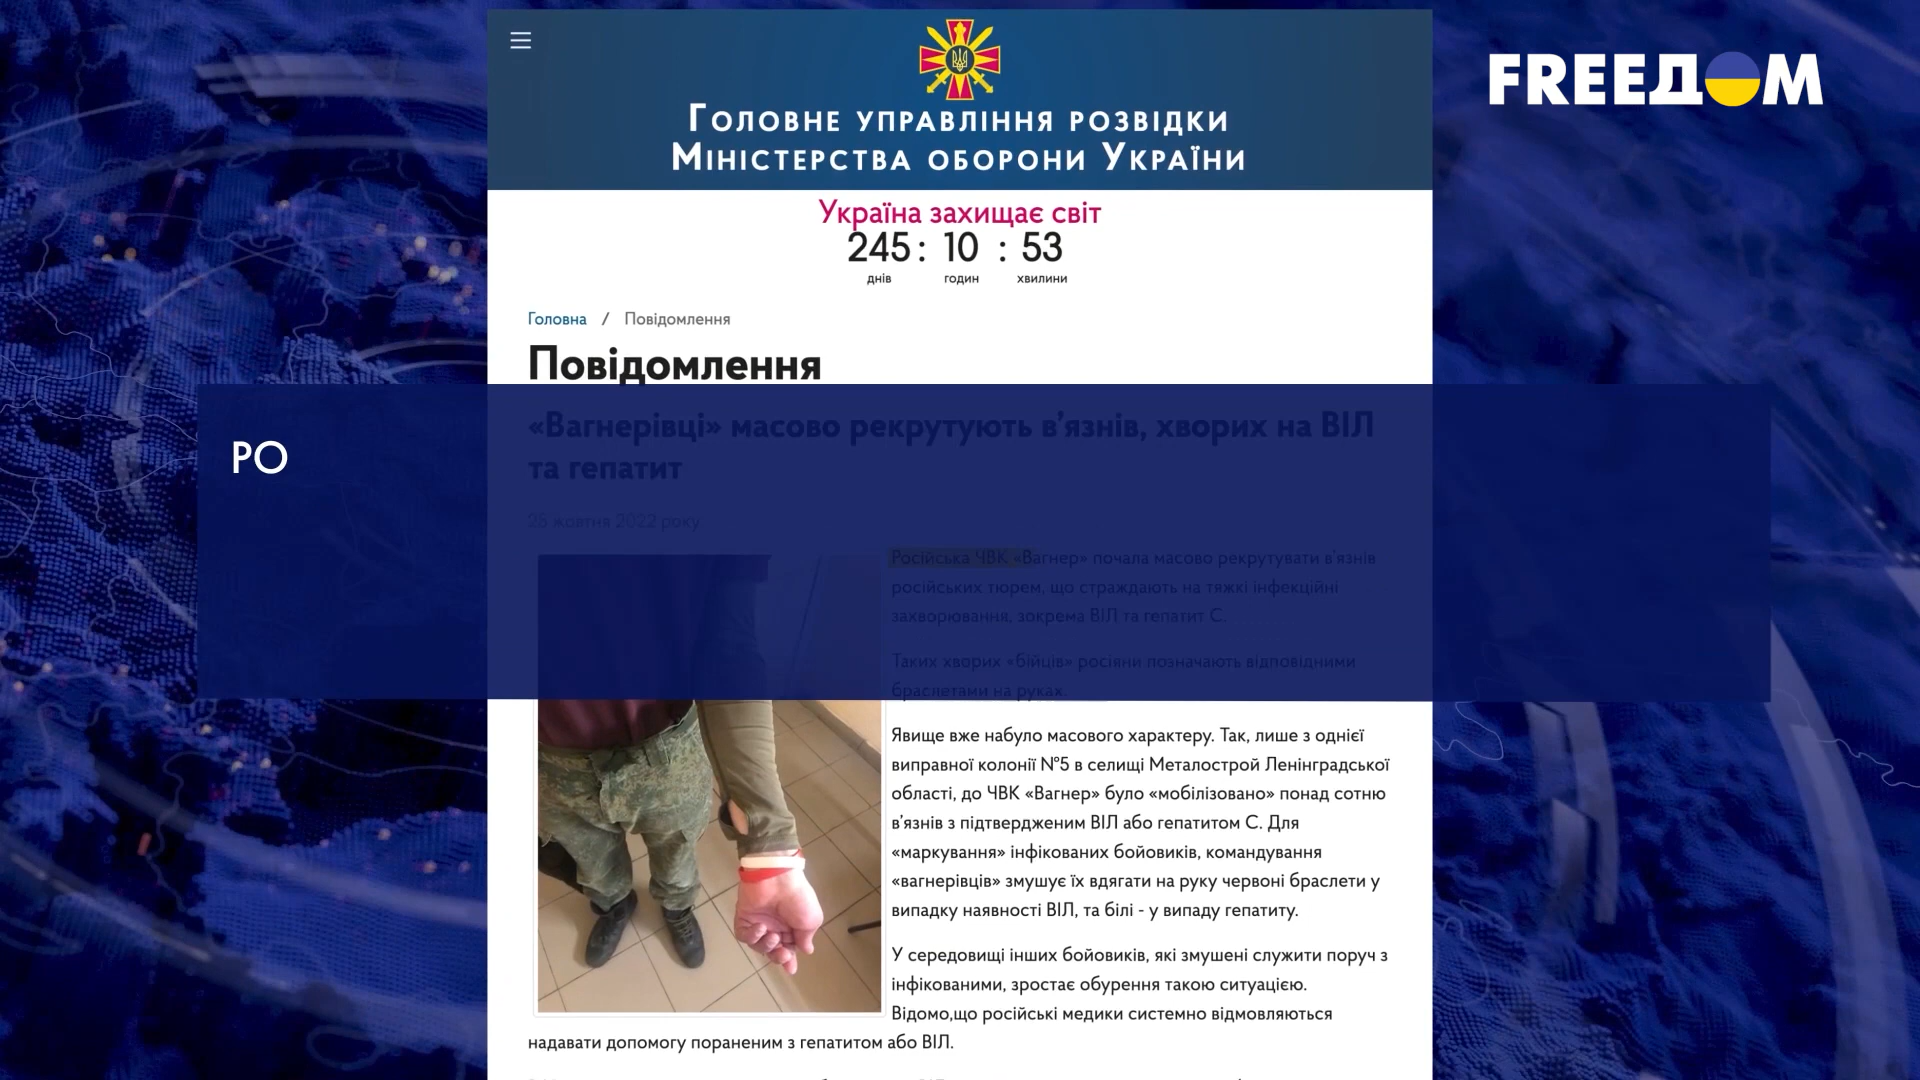 FREEДOM
Головне управління розвідки
Міністерства оборони України
Україна захищає світ
245 : 10 : 53
днів годин хвилини
Головна / Повідомлення
Повідомлення
«Вагнерівці» масово рекрутують в’язнів, хворих на ВІЛ
та гепатит
РО
25 жовтня 2022 року
Російська ЧВК «Вагнер» почала масово рекрутувати в’язнів
російських тюрем, що страждають на тяжкі інфекційні
захворювання, зокрема ВІЛ та гепатит С.
Таких хворих «бійців» росіяни позначають відповідними
браслетами на руках.
Явище вже набуло масового характеру. Так, лише з однієї
виправної колонії №5 в селищі Металострой Ленінградської
області, до ЧВК «Вагнер» було «мобілізовано» понад сотню
в’язнів з підтвердженим ВІЛ або гепатитом С. Для
«маркування» інфікованих бойовиків, командування
«вагнерівців» змушує їх вдягати на руку червоні браслети у
випадку наявності ВІЛ, та білі - у випаду гепатиту.
У середовищі інших бойовиків, які змушені служити поруч з
інфікованими, зростає обурення такою ситуацією.
Відомо,що російські медики системно відмовляються
надавати допомогу пораненим з гепатитом або ВІЛ.